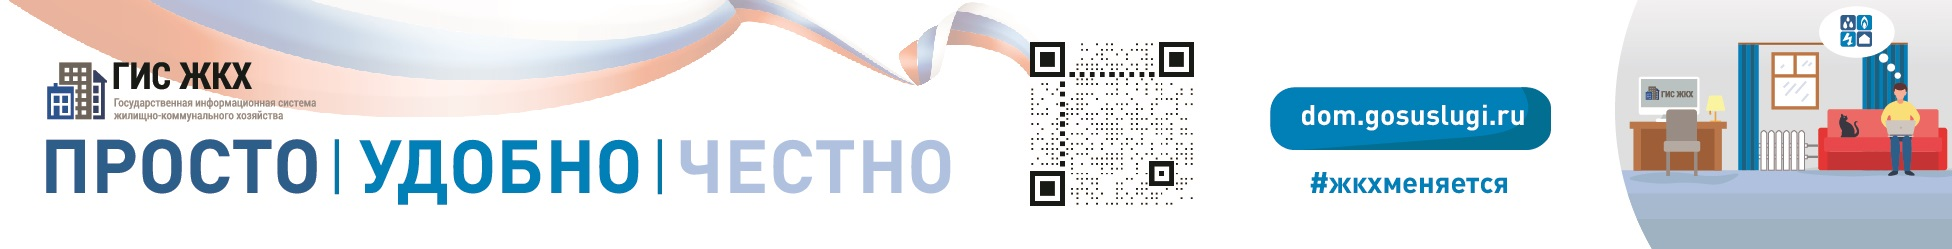 ГИС ЖКХ
Государственная информационная система
жилищно-коммунального хозяйства
ПРОСТО | УДОБНО | ЧЕСТНО
dom.gosuslugi.ru
#жкхменяется
ГИС ЖКХ